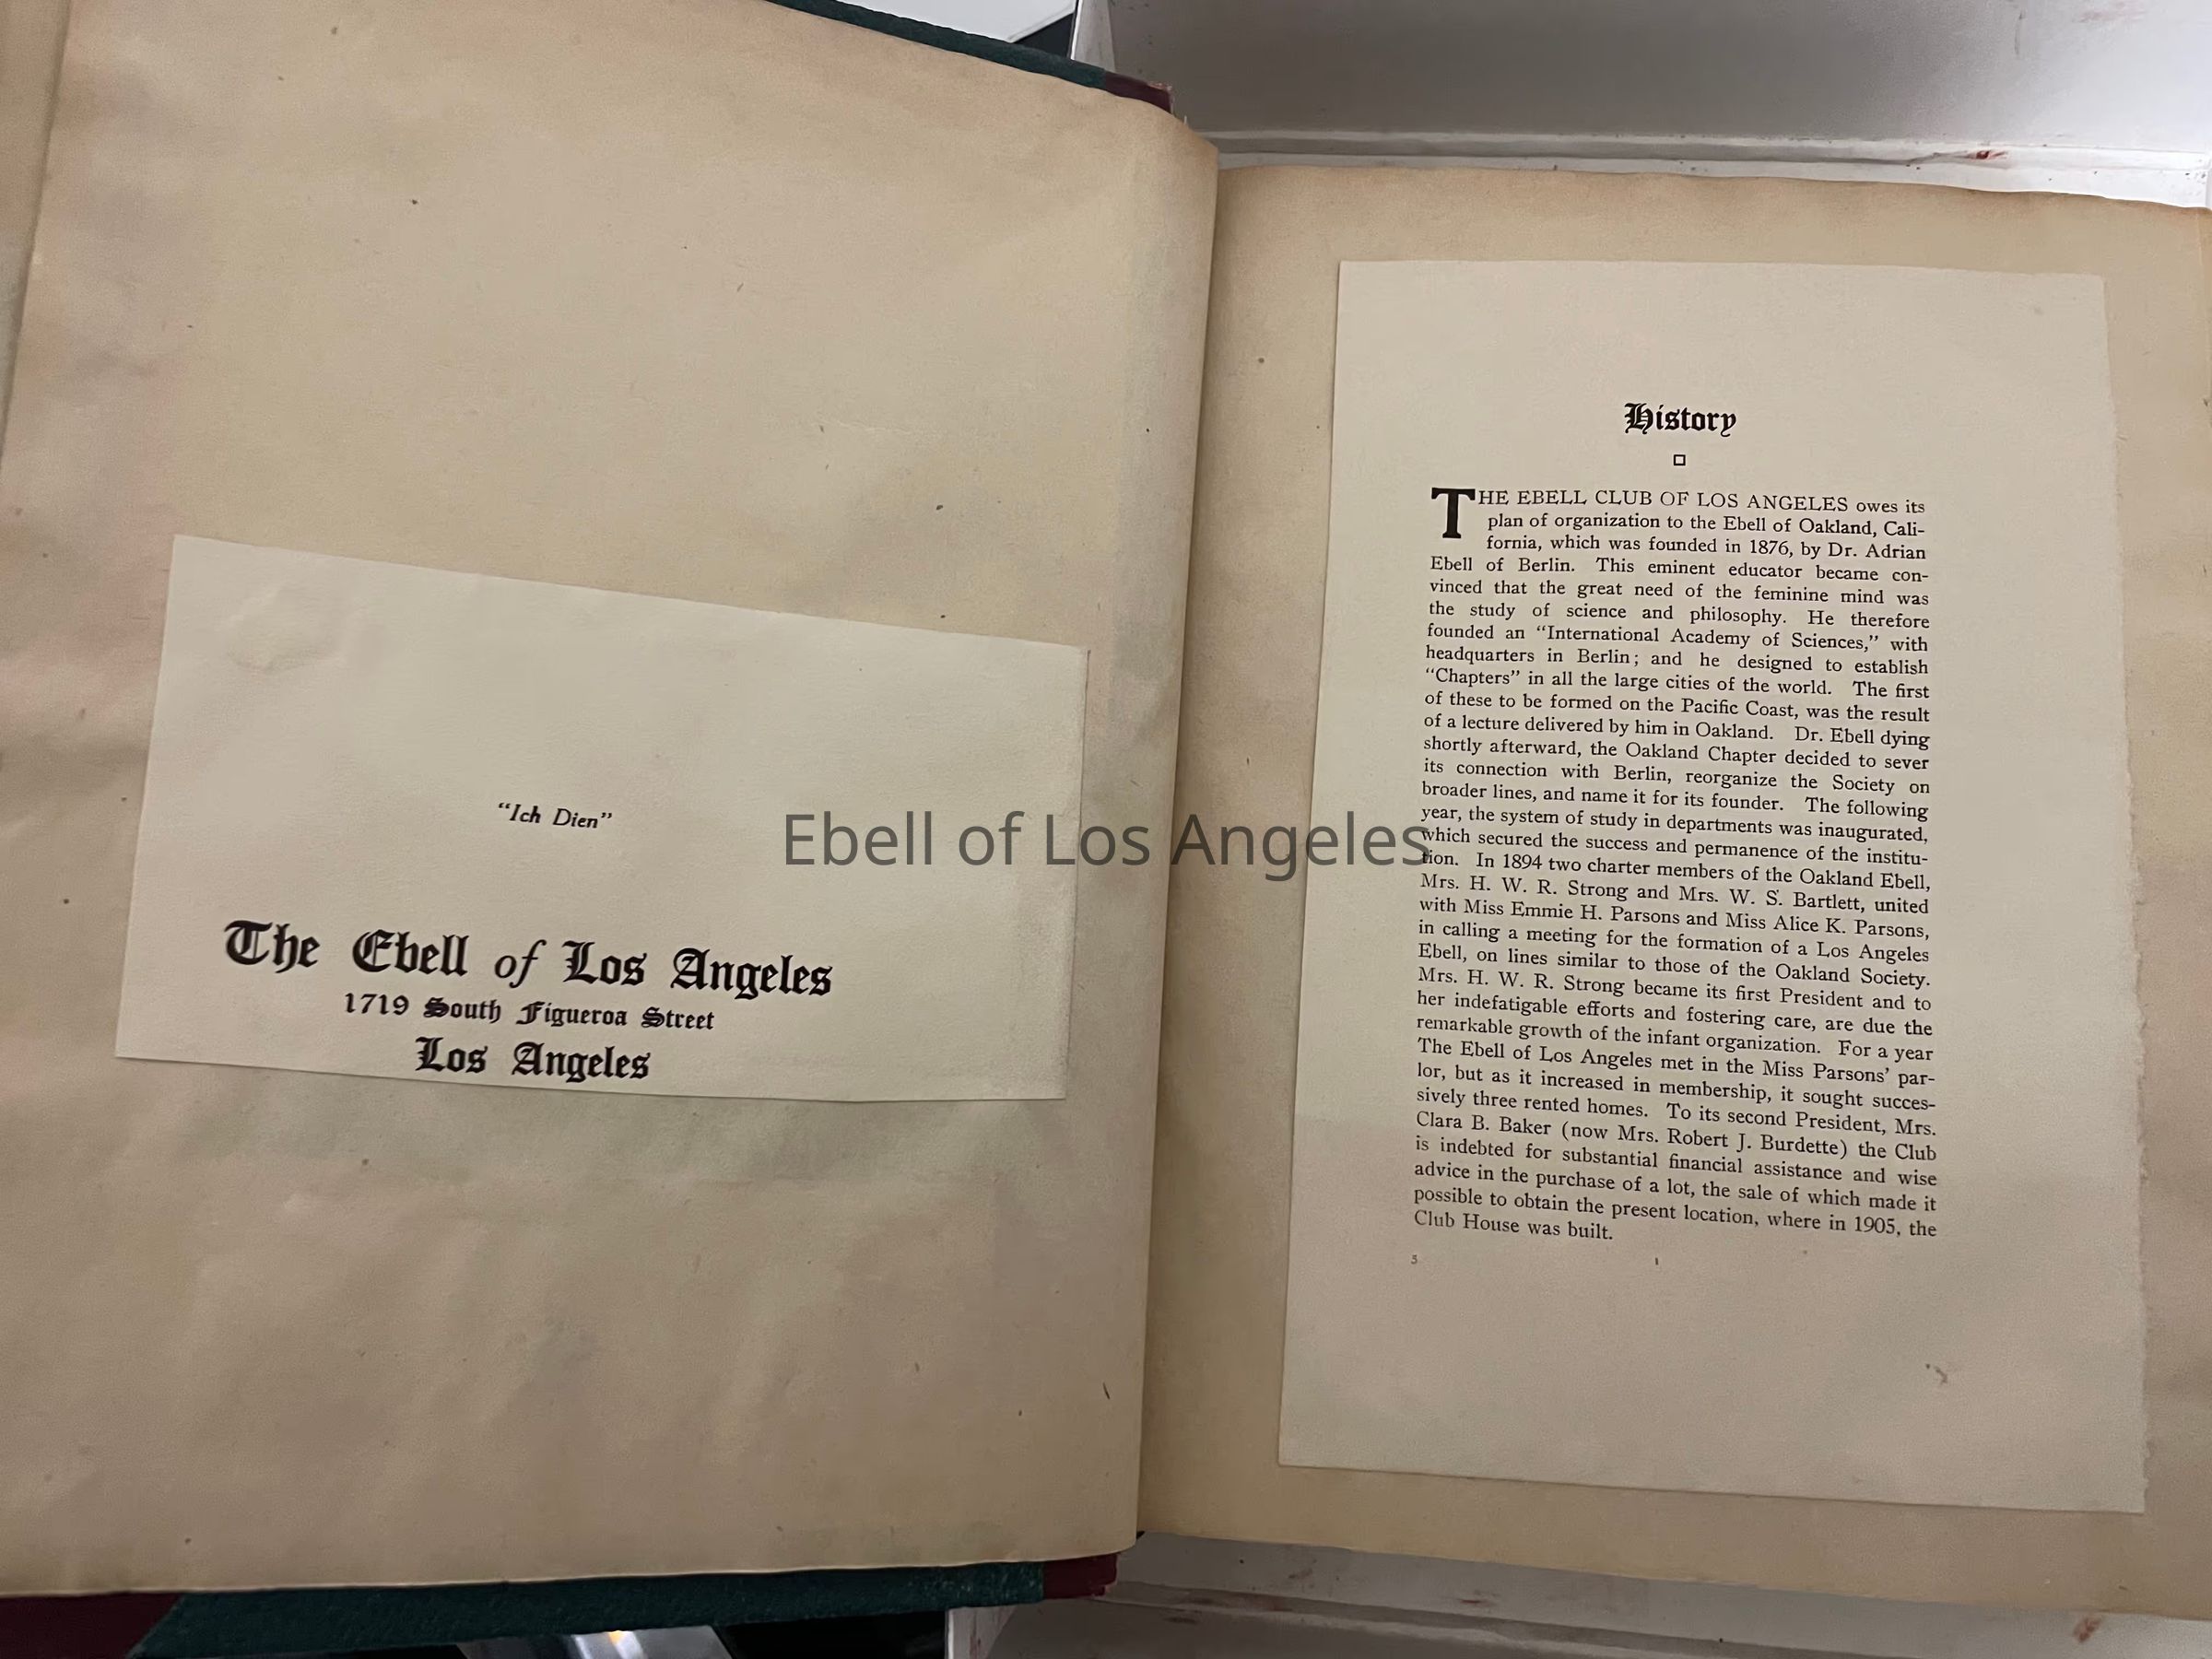 "Ich Dien"
The Ebell of Los Angeles
1719 South Figueroa Street
Los Angeles
Ebell of Los Angeles
History
THE EBELL CLUB OF LOS ANGELES owes its
plan of organization to the Ebell of Oakland, Cali-
fornia, which was founded in 1876, by Dr. Adrian
Ebell of Berlin. This eminent educator became con-
vinced that the great need of the feminine mind was
the study of science and philosophy. He therefore
founded an "International Academy of Sciences," with
headquarters in Berlin; and he designed to establish
"Chapters" in all the large cities of the world. The first
of these to be formed on the Pacific Coast, was the result
of a lecture delivered by him in Oakland. Dr. Ebell dying
shortly afterward, the Oakland Chapter decided to sever
its connection with Berlin, reorganize the Society on
broader lines, and name it for its founder. The following
year, the system of study in departments was inaugurated,
which secured the success and permanence of the institu-
tion. In 1894 two charter members of the Oakland Ebell,
Mrs. H. W. R. Strong and Mrs. W. S. Bartlett, united
with Miss Emmie H. Parsons and Miss Alice K. Parsons,
in calling a meeting for the formation of a Los Angeles
Ebell, on lines similar to those of the Oakland Society.
Mrs. H. W. R. Strong became its first President and to
her indefatigable efforts and fostering care, are due the
remarkable growth of the infant organization. For a year
The Ebell of Los Angeles met in the Miss Parsons' par-
lor, but as it increased in membership, it sought succes-
sively three rented homes. To its second President, Mrs.
Clara B. Baker (now Mrs. Robert J. Burdette) the Club
is indebted for substantial financial assistance and wise
advice in the purchase of a lot, the sale of which made it
possible to obtain the present location, where in 1905, the
Club House was built.
5